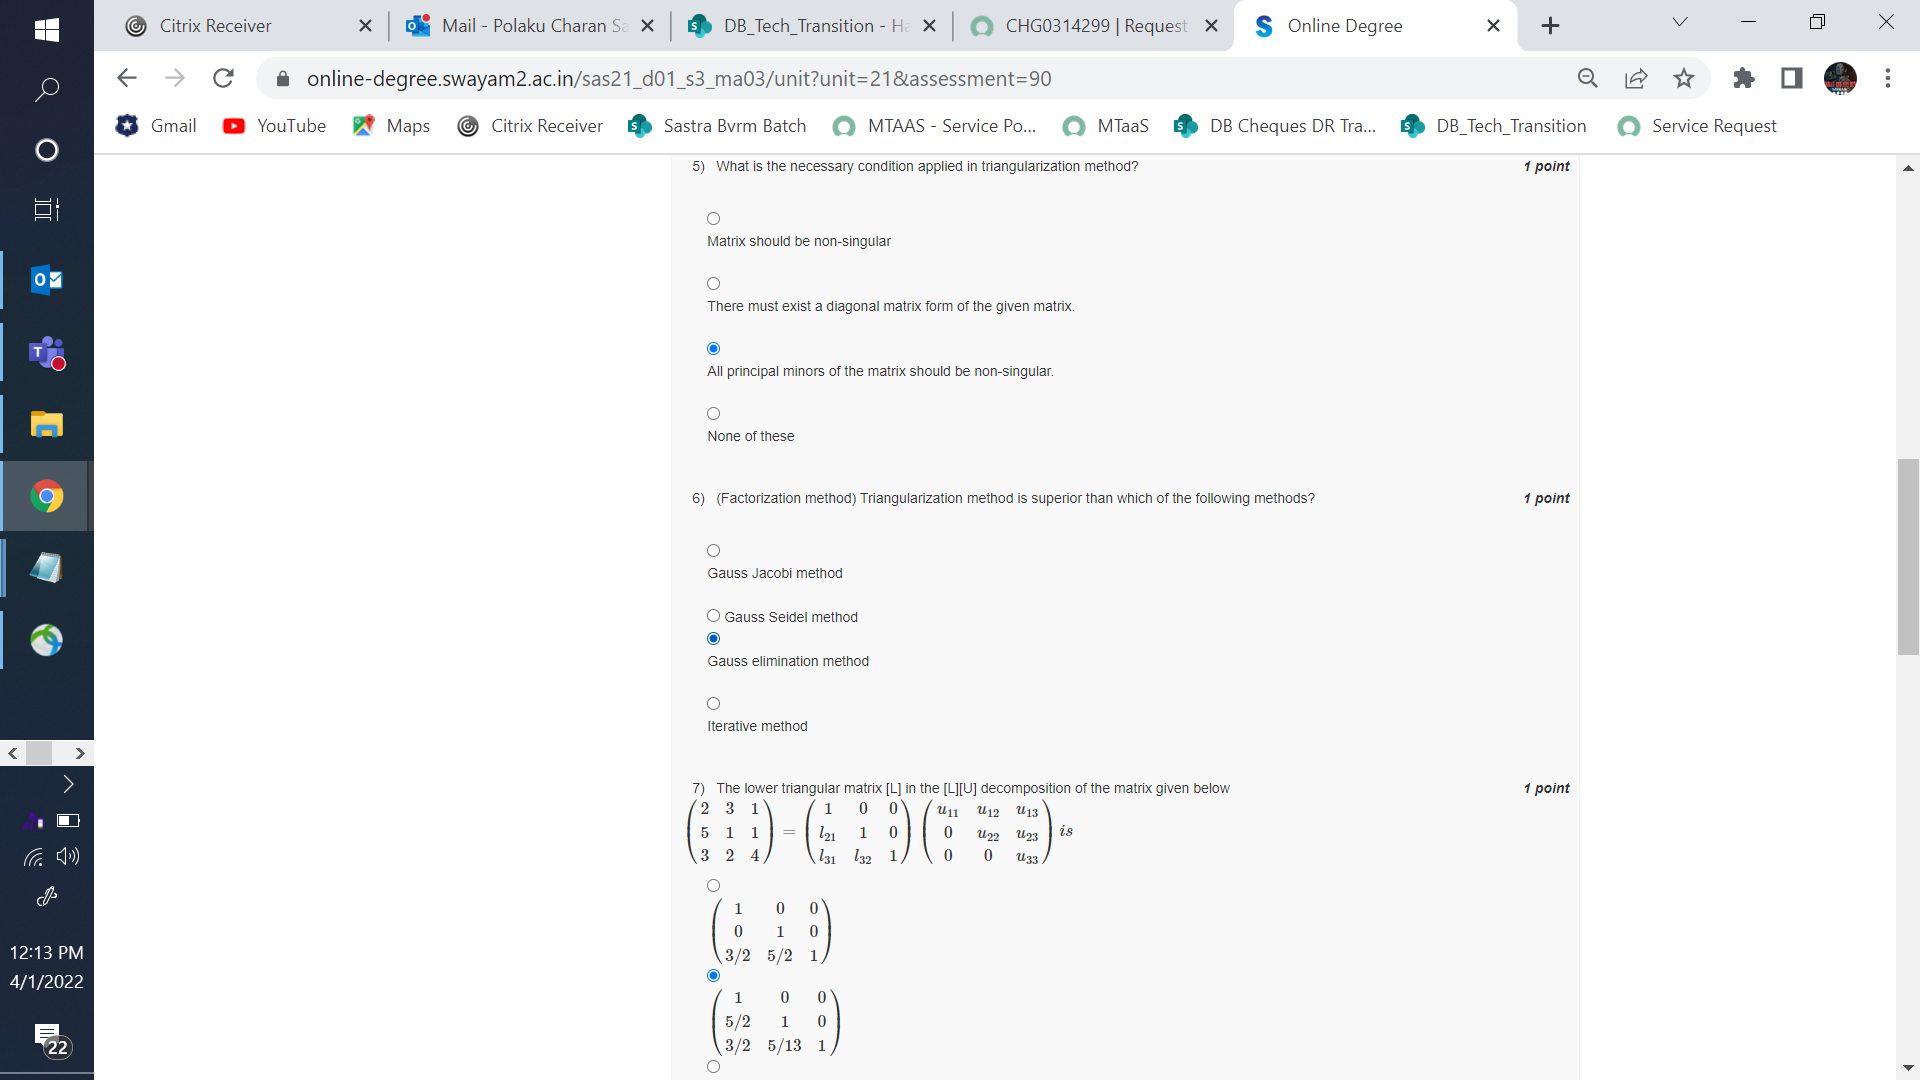 Citrix Receiver
Mail - Polaku Charan Sa
DB_Tech_Transition - Ha
CHG0314299 | Request
Online Degree
online-degree.swayam2.ac.in/sas21_d01_s3_ma03/unit?unit=21&assessment=90
Gmail YouTube Maps Citrix Receiver Sastra Bvrm Batch MTAAS - Service Po... MTaaS DB Cheques DR Tra... DB_Tech_Transition Service Request
5) What is the necessary condition applied in triangularization method? 1 point
Matrix should be non-singular
There must exist a diagonal matrix form of the given matrix.
All principal minors of the matrix should be non-singular.
None of these
6) (Factorization method) Triangularization method is superior than which of the following methods? 1 point
Gauss Jacobi method
Gauss Seidel method
Gauss elimination method
Iterative method
7) The lower triangular matrix [L] in the [L][U] decomposition of the matrix given below 1 point
2 3 1 1 0 0 u11 u12 u13
5 1 1 = l21 1 0 0 u22 u23 is
3 2 4 l31 l32 1 0 0 u33
1 0 0
0 1 0
3/2 5/2 1
1 0 0
5/2 1 0
3/2 5/13 1
12:13 PM
4/1/2022
22